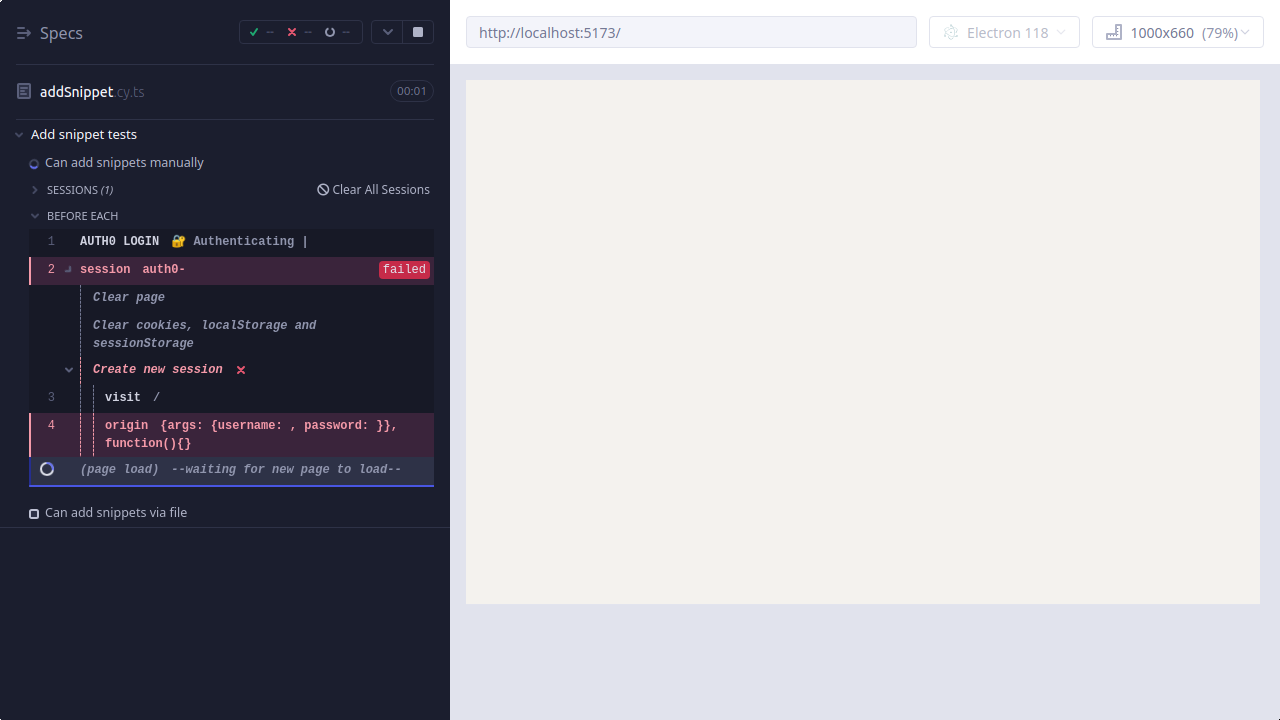 Specs
--
--
--
http://localhost:5173/
Electron 118
1000x660 (79%)
addSnippet.cy.ts
00:01
Add snippet tests
Can add snippets manually
SESSIONS (1)
Clear All Sessions
BEFORE EACH
1 AUTH0 LOGIN 🔐 Authenticating |
2 session auth0- failed
Clear page
Clear cookies, localStorage and
sessionStorage
Create new session
3 visit /
4 origin {args: {username: , password: }},
function(){}
(page load) --waiting for new page to load--
Can add snippets via file